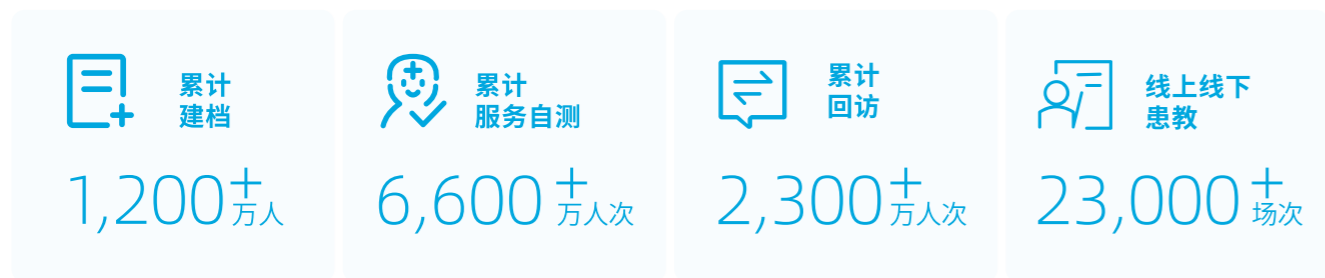 累计
建档
1,200+万人
累计
服务自测
6,600+万人次
累计
回访
2,300+万人次
线上线下
患教
23,000+场次